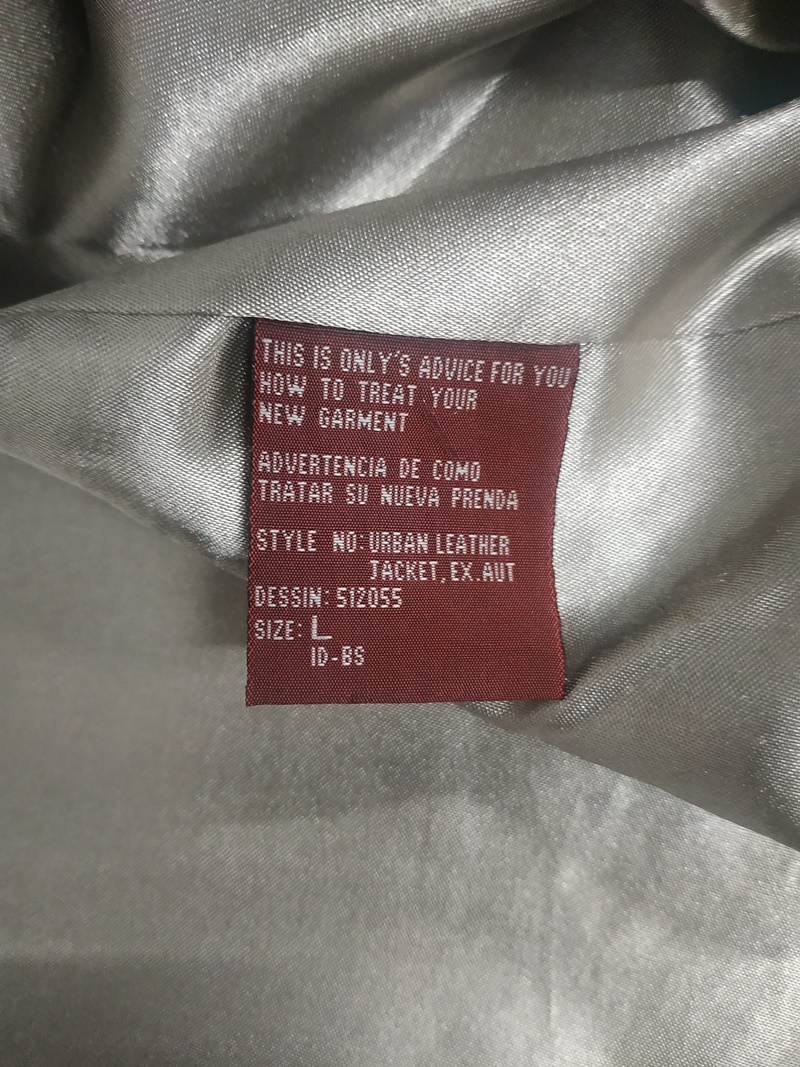 THIS IS ONLY'S ADVICE FOR YOU
HOW TO TREAT YOUR
NEW GARMENT
ADVERTENCIA DE COMO
TRATAR SU NUEVA PRENDA
STYLE NO: URBAN LEATHER
JACKET,EX.AUT
DESSIN: 512055
SIZE: L
ID-BS